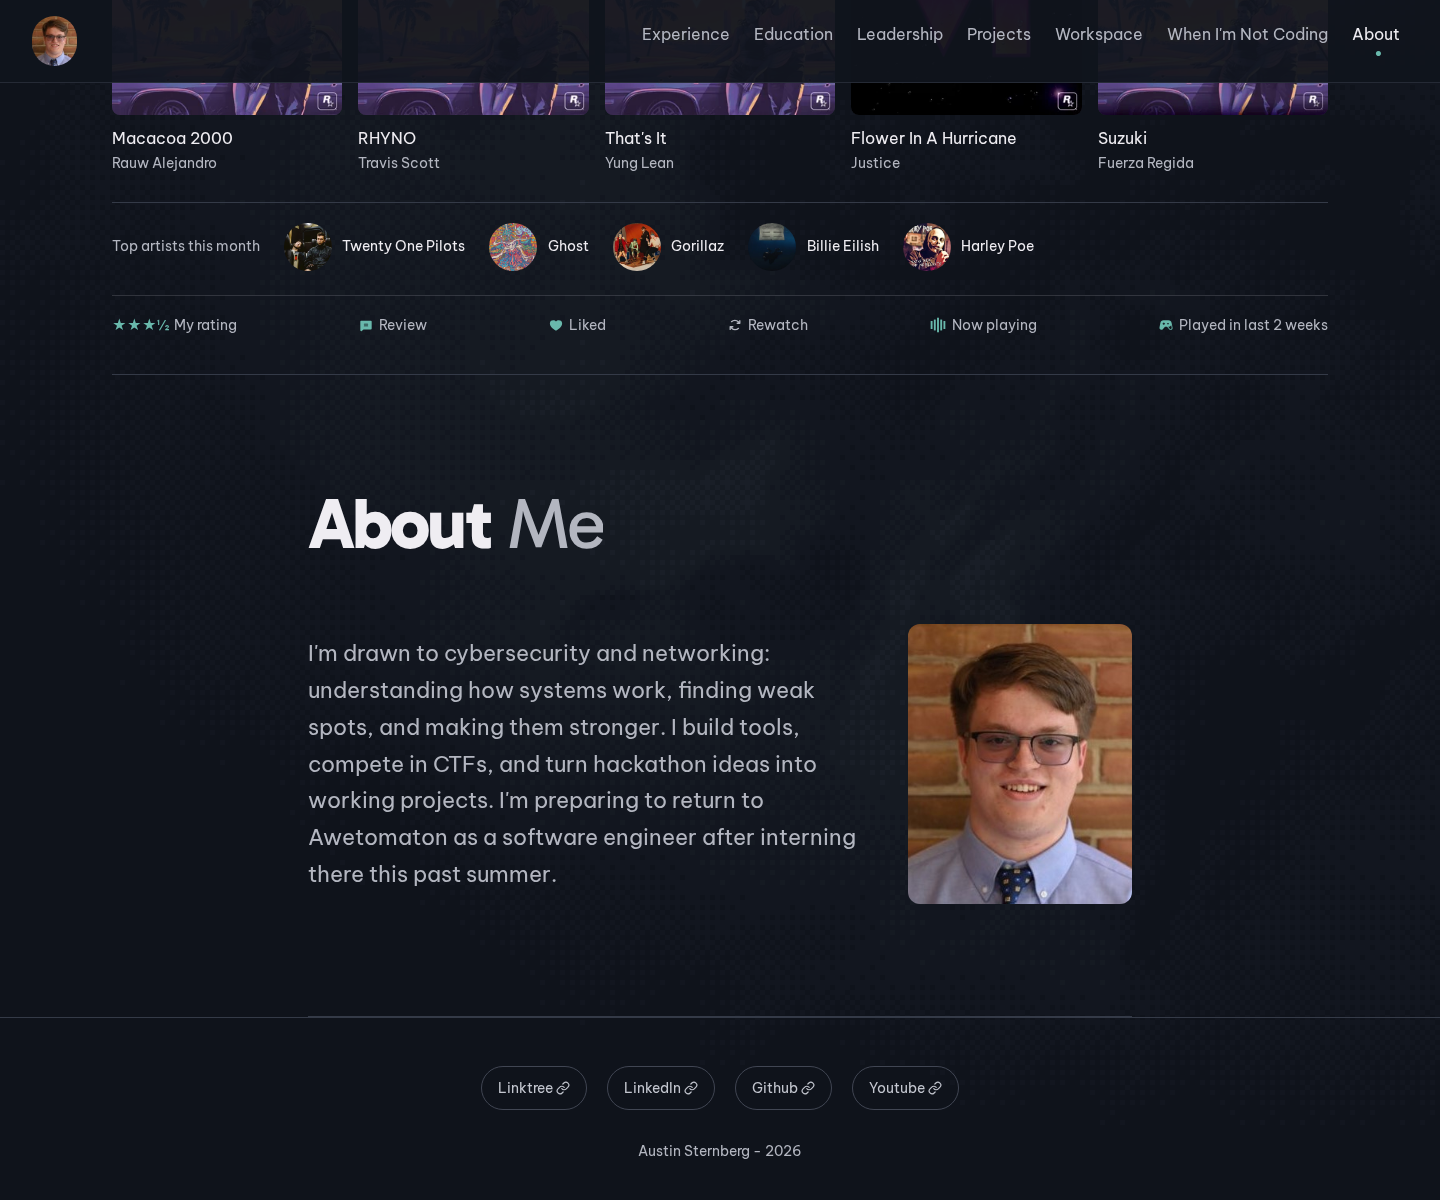 Experience Education Leadership Projects Workspace When I'm Not Coding About
Macacoa 2000 RHYNO That's It Flower In A Hurricane Suzuki
Rauw Alejandro Travis Scott Yung Lean Justice Fuerza Regida
Top artists this month Twenty One Pilots Ghost Gorillaz Billie Eilish Harley Poe
★★★½ My rating Review Liked Rewatch Now playing Played in last 2 weeks
About Me
I'm drawn to cybersecurity and networking:
understanding how systems work, finding weak
spots, and making them stronger. I build tools,
compete in CTFs, and turn hackathon ideas into
working projects. I'm preparing to return to
Awetomaton as a software engineer after interning
there this past summer.
Linktree LinkedIn Github Youtube
Austin Sternberg - 2026